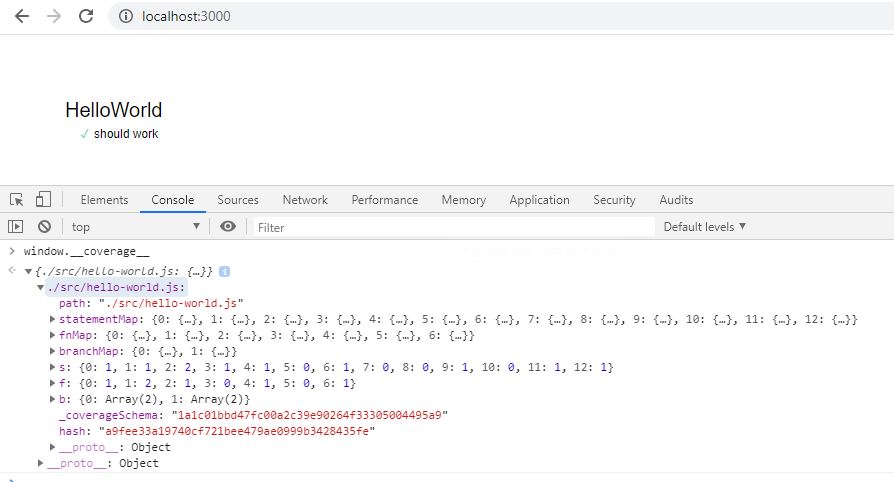 localhost:3000
HelloWorld
✓ should work
Elements Console Sources Network Performance Memory Application Security Audits
top ▼ Filter Default levels ▼
> window.__coverage__
{./src/hello-world.js: {…}} i
./src/hello-world.js:
path: "./src/hello-world.js"
statementMap: {0: {…}, 1: {…}, 2: {…}, 3: {…}, 4: {…}, 5: {…}, 6: {…}, 7: {…}, 8: {…}, 9: {…}, 10: {…}, 11: {…}, 12: {…}}
fnMap: {0: {…}, 1: {…}, 2: {…}, 3: {…}, 4: {…}, 5: {…}, 6: {…}}
branchMap: {0: {…}, 1: {…}}
s: {0: 1, 1: 1, 2: 2, 3: 1, 4: 1, 5: 0, 6: 1, 7: 0, 8: 0, 9: 1, 10: 0, 11: 1, 12: 1}
f: {0: 1, 1: 2, 2: 1, 3: 0, 4: 1, 5: 0, 6: 1}
b: {0: Array(2), 1: Array(2)}
_coverageSchema: "1a1c01bbd47fc00a2c39e90264f33305004495a9"
hash: "a9fee33a19740cf721bee479ae0999b3428435fe"
__proto__: Object
__proto__: Object